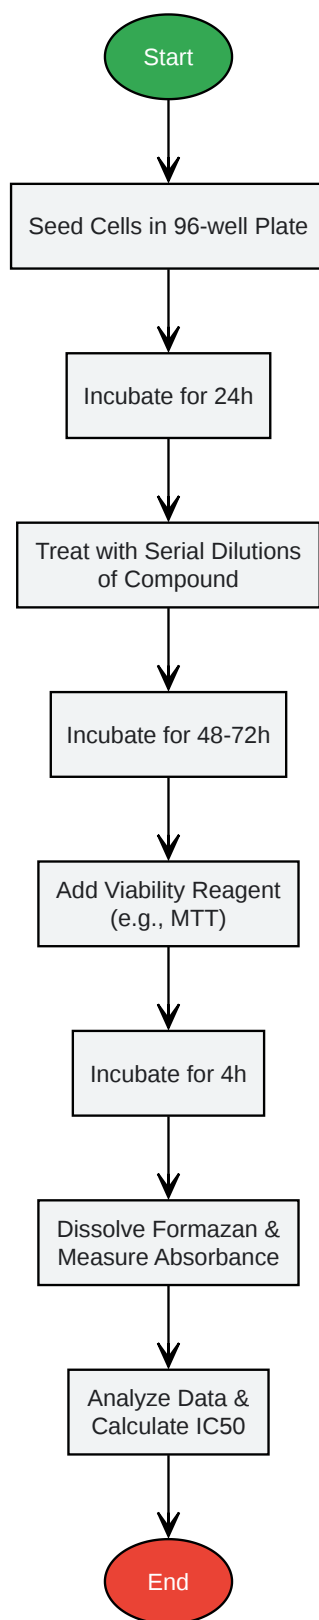 Start
Seed Cells in 96-well Plate
Incubate for 24h
Treat with Serial Dilutions
of Compound
Incubate for 48-72h
Add Viability Reagent
(e.g., MTT)
Incubate for 4h
Dissolve Formazan &
Measure Absorbance
Analyze Data &
Calculate IC50
End